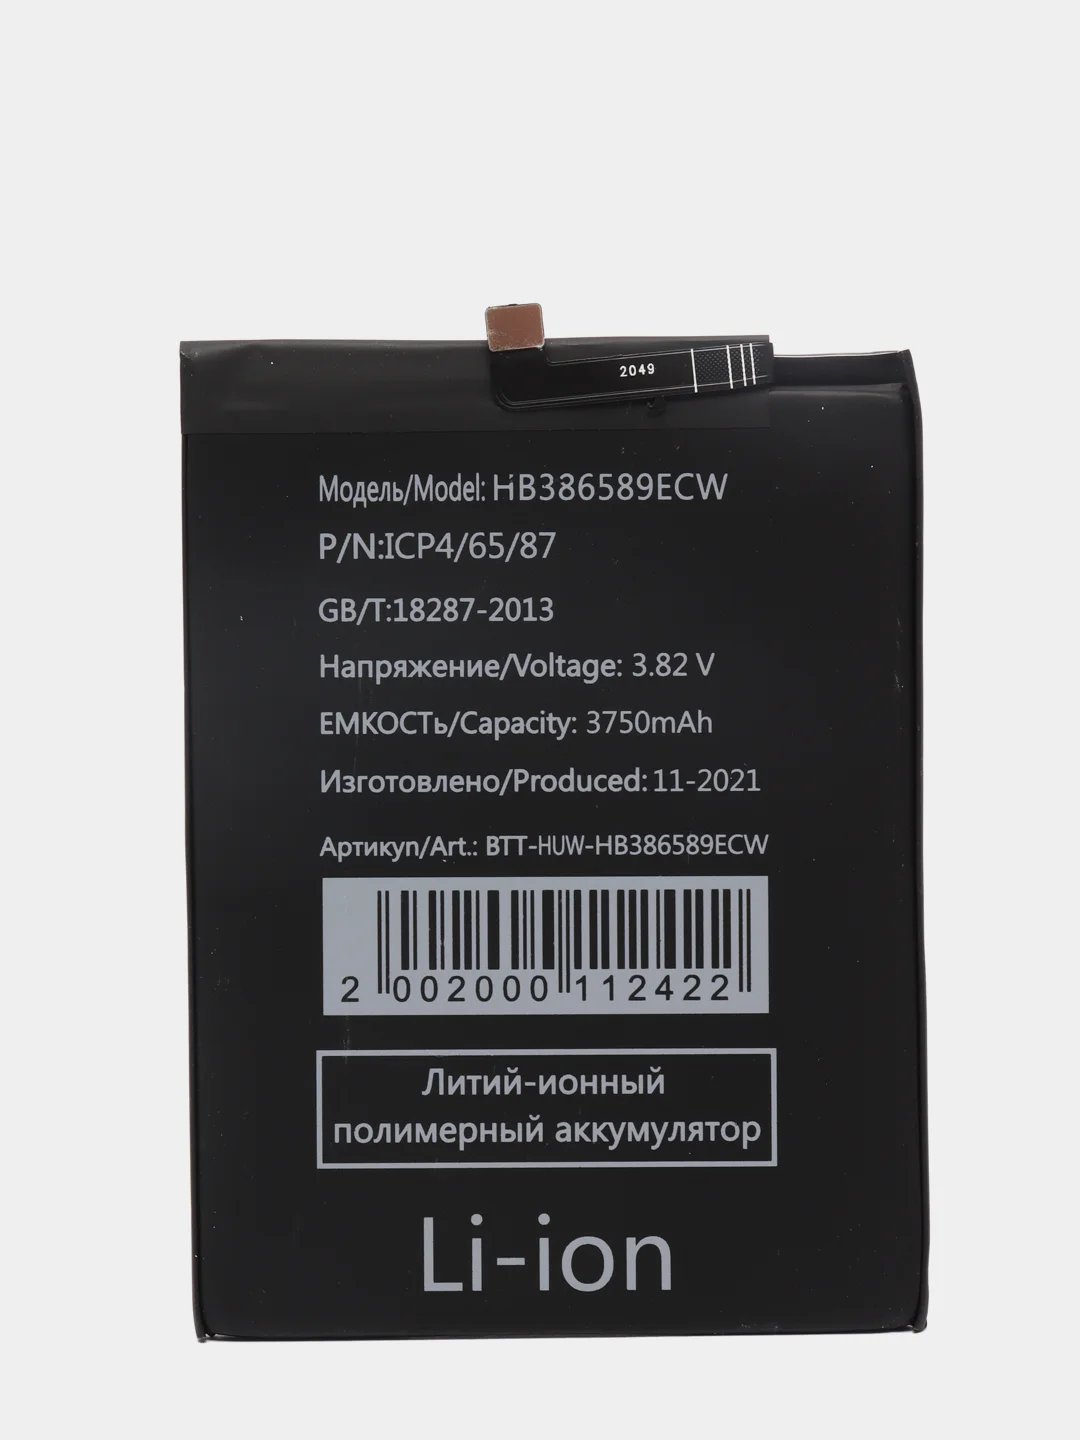 2049
Модель/Model: HB386589ECW
P/N:ICP4/65/87
GB/T:18287-2013
Напряжение/Voltage: 3.82 V
ЕМКОСТЬ/Capacity: 3750mAh
Изготовлено/Produced: 11-2021
Артикул/Art.: BTT-HUW-HB386589ECW
2 002000 112422
Литий-ионный
полимерный аккумулятор
Li-ion